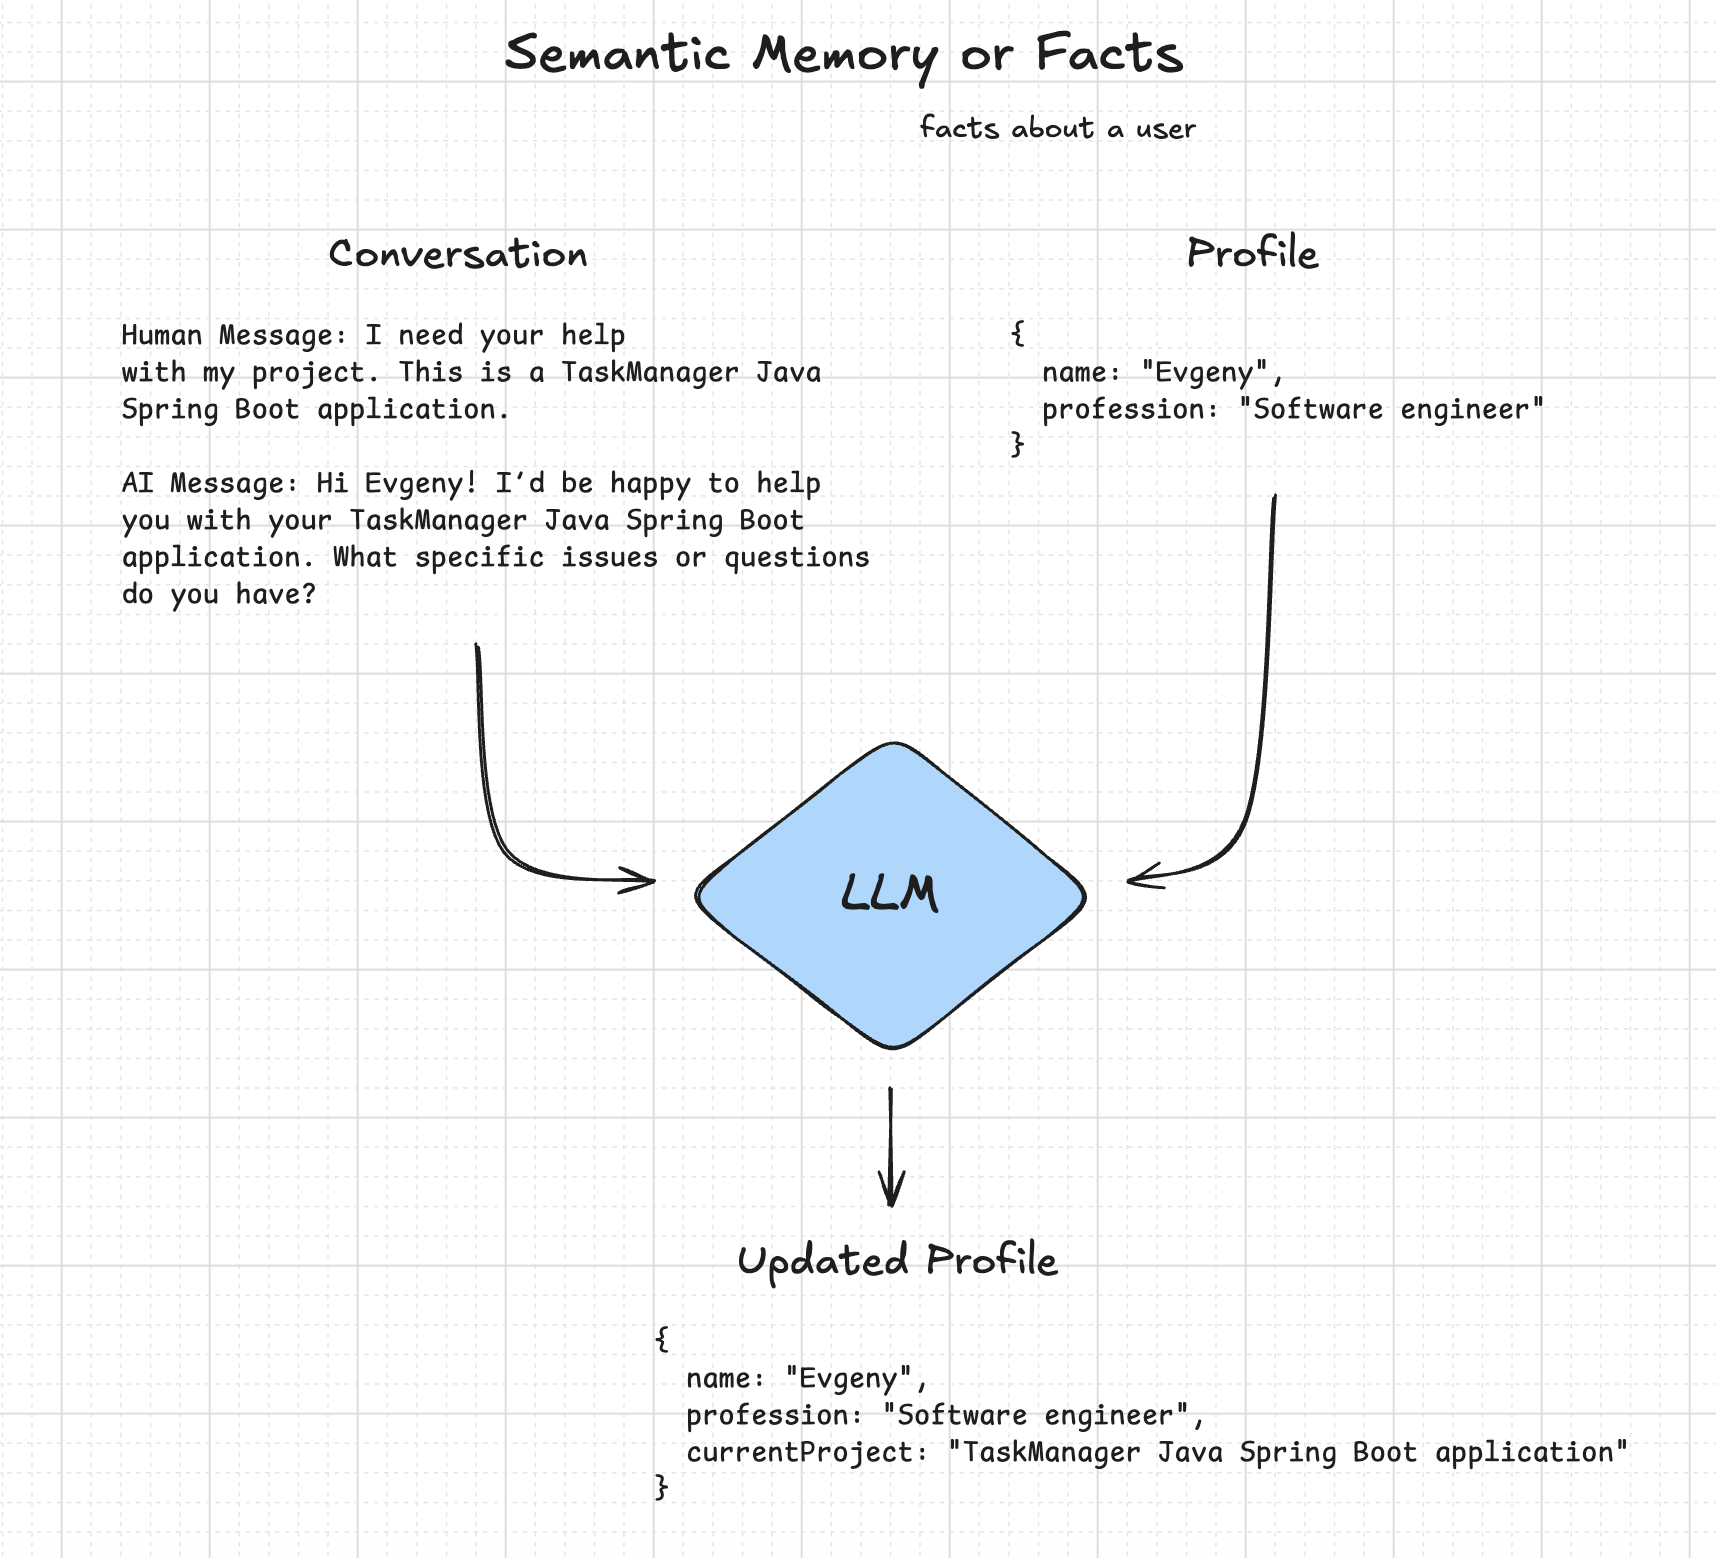 Semantic Memory or Facts
facts about a user
Conversation
Human Message: I need your help
with my project. This is a TaskManager Java
Spring Boot application.
AI Message: Hi Evgeny! I’d be happy to help
you with your TaskManager Java Spring Boot
application. What specific issues or questions
do you have?
Profile
{
name: "Evgeny",
profession: "Software engineer"
}
LLM
Updated Profile
{
name: "Evgeny",
profession: "Software engineer",
currentProject: "TaskManager Java Spring Boot application"
}